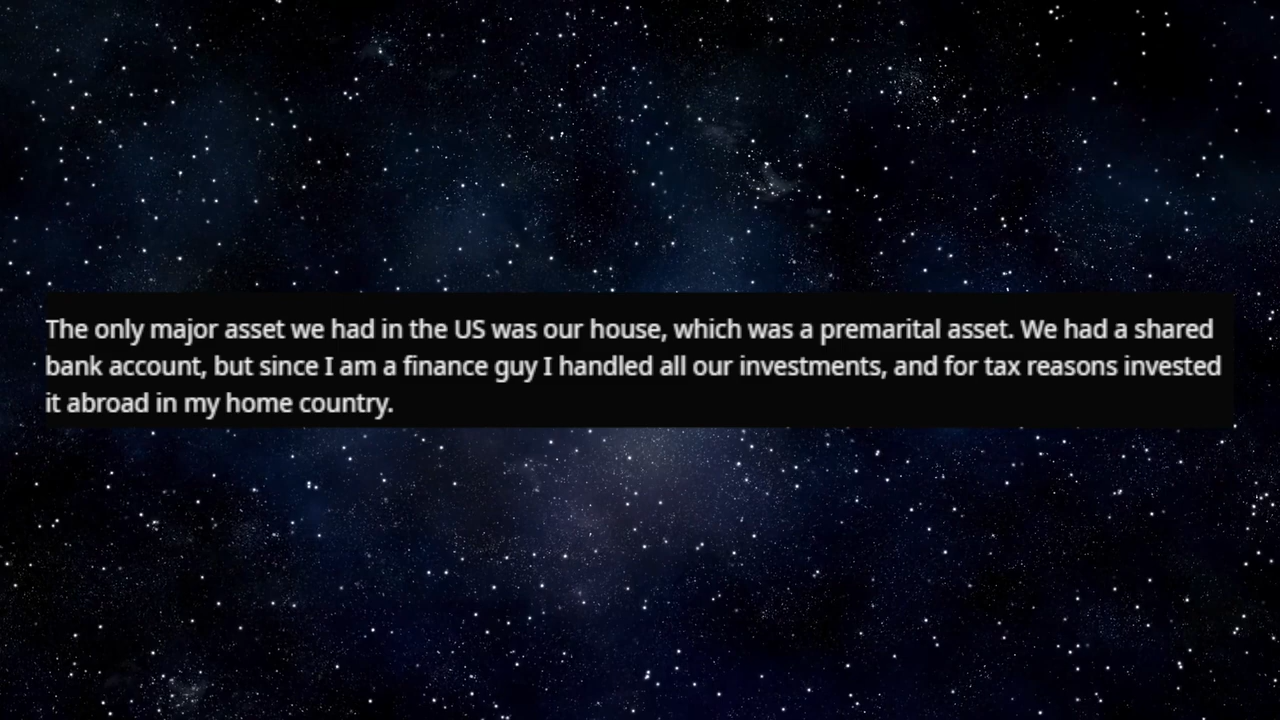 The only major asset we had in the US was our house, which was a premarital asset. We had a shared
bank account, but since I am a finance guy I handled all our investments, and for tax reasons invested
it abroad in my home country.